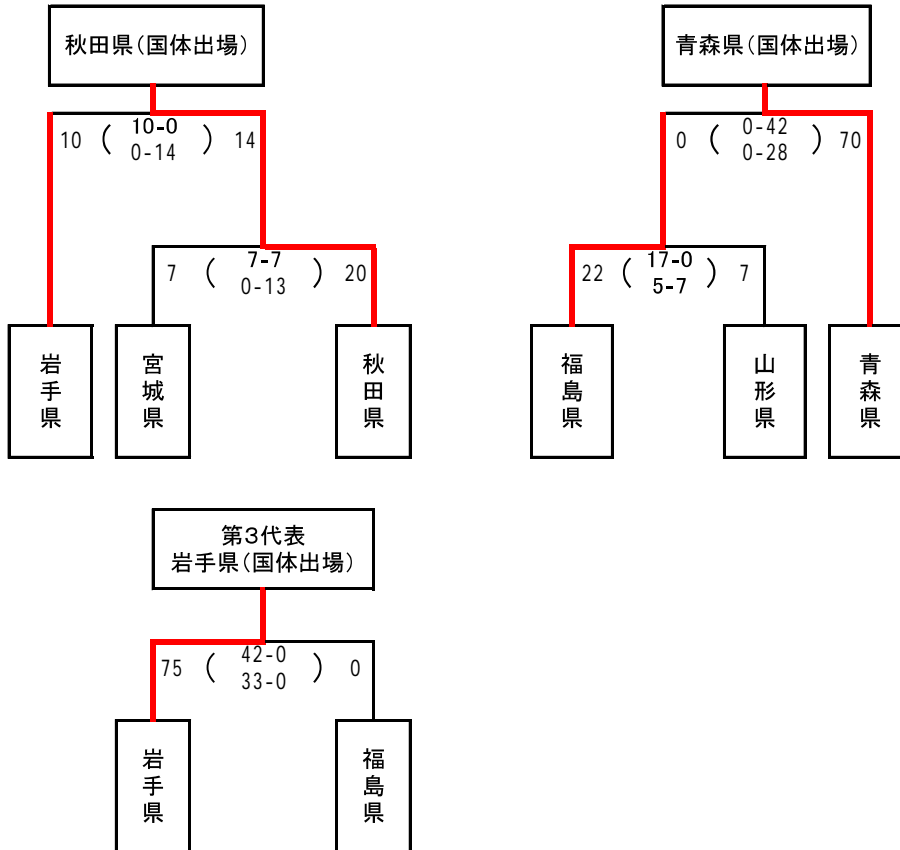 秋田県(国体出場)
10 ( 10-0 ) 14
0-14
7 ( 7-7 ) 20
0-13
岩手県
宮城県
秋田県
青森県(国体出場)
0 ( 0-42 ) 70
0-28
22 ( 17-0 ) 7
5-7
福島県
山形県
青森県
第3代表
岩手県(国体出場)
75 ( 42-0 ) 0
33-0
岩手県
福島県